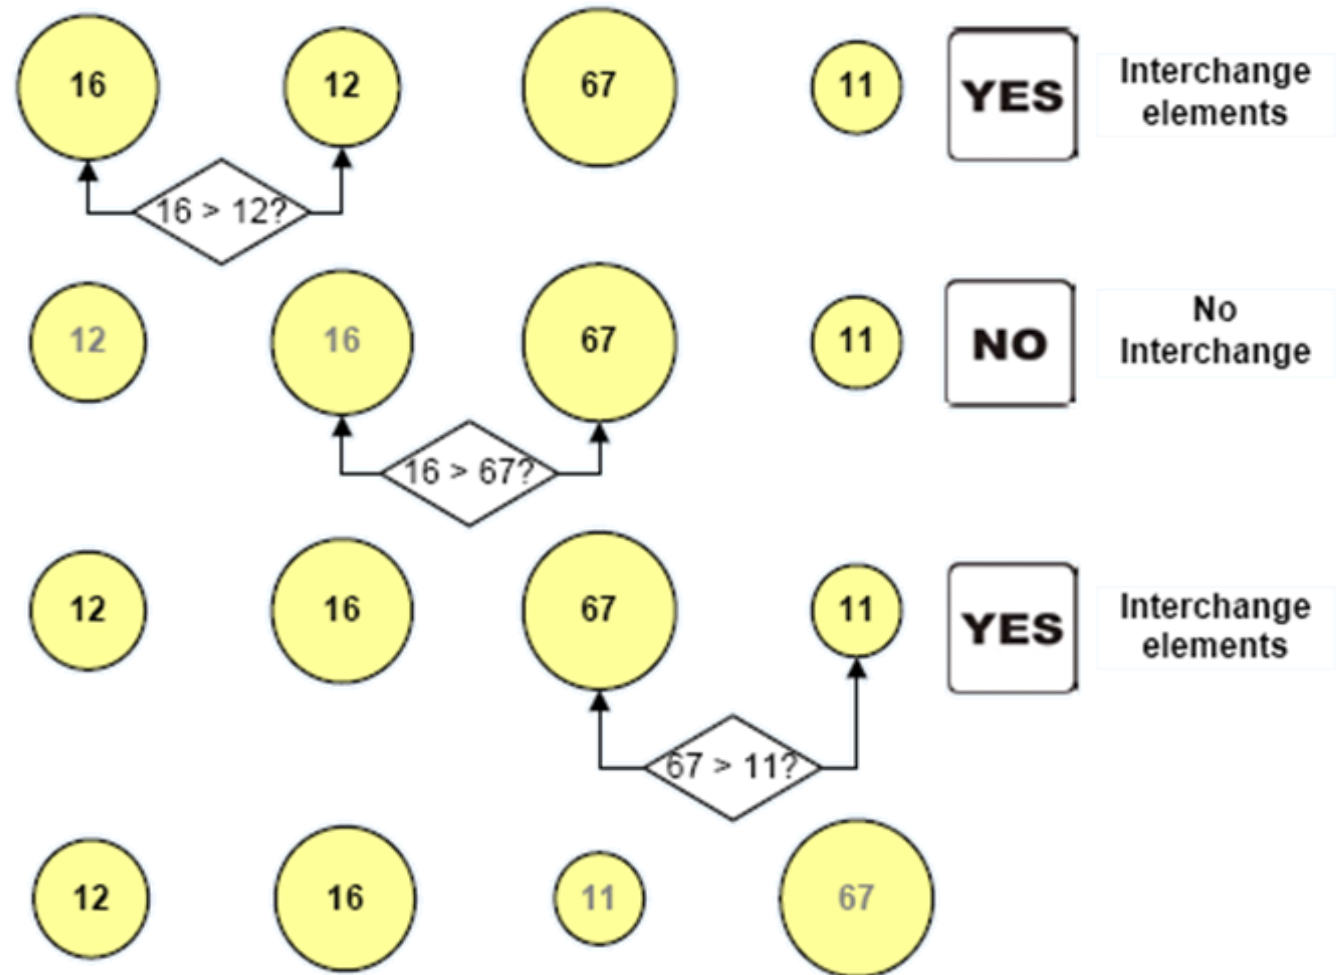 16 12 67 11 YES Interchange
elements
16 > 12?
12 16 67 11 NO No
Interchange
16 > 67?
12 16 67 11 YES Interchange
elements
67 > 11?
12 16 11 67